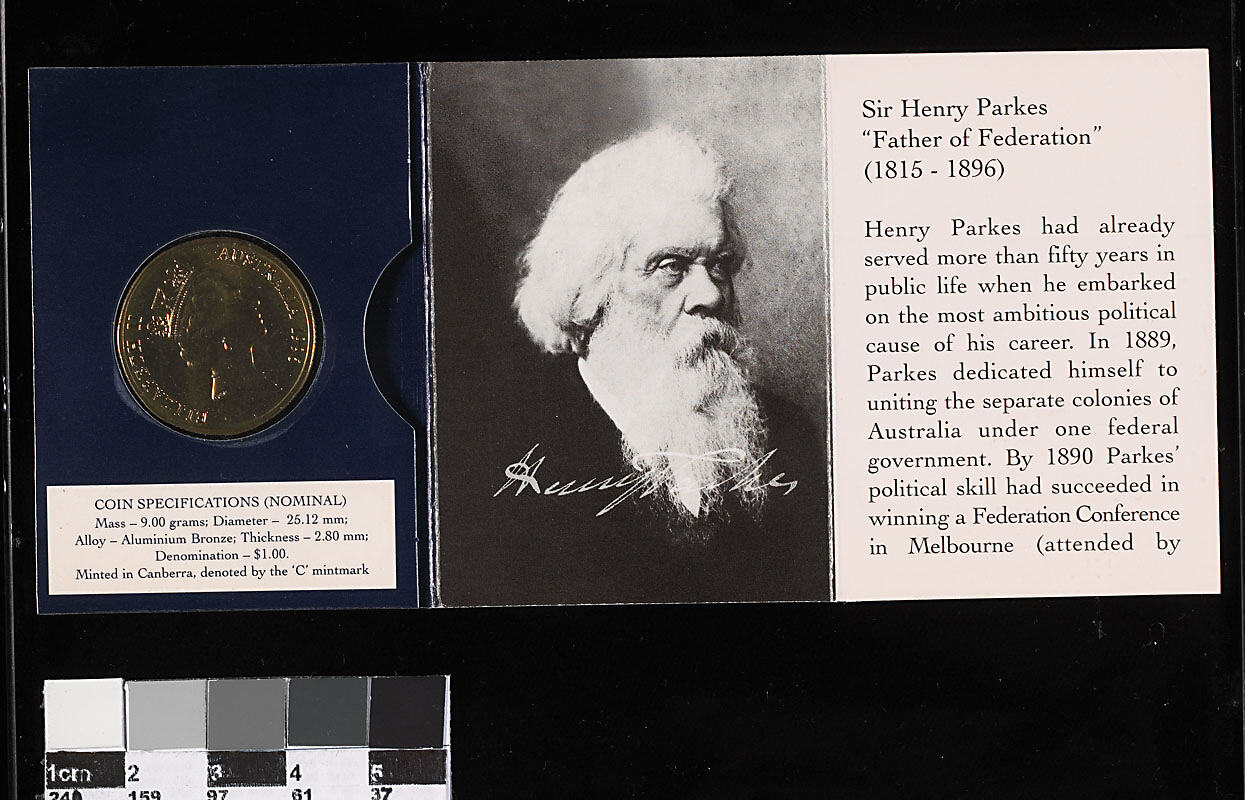 ELIZABETH II AUSTRALIA 1996
COIN SPECIFICATIONS (NOMINAL)
Mass – 9.00 grams; Diameter – 25.12 mm;
Alloy – Aluminium Bronze; Thickness – 2.80 mm;
Denomination – $1.00.
Minted in Canberra, denoted by the ‘C’ mintmark
Henry Parkes
Sir Henry Parkes
“Father of Federation”
(1815 - 1896)
Henry Parkes had already
served more than fifty years in
public life when he embarked
on the most ambitious political
cause of his career. In 1889,
Parkes dedicated himself to
uniting the separate colonies of
Australia under one federal
government. By 1890 Parkes’
political skill had succeeded in
winning a Federation Conference
in Melbourne (attended by
1cm 2 3 4 5
240 159 97 61 37